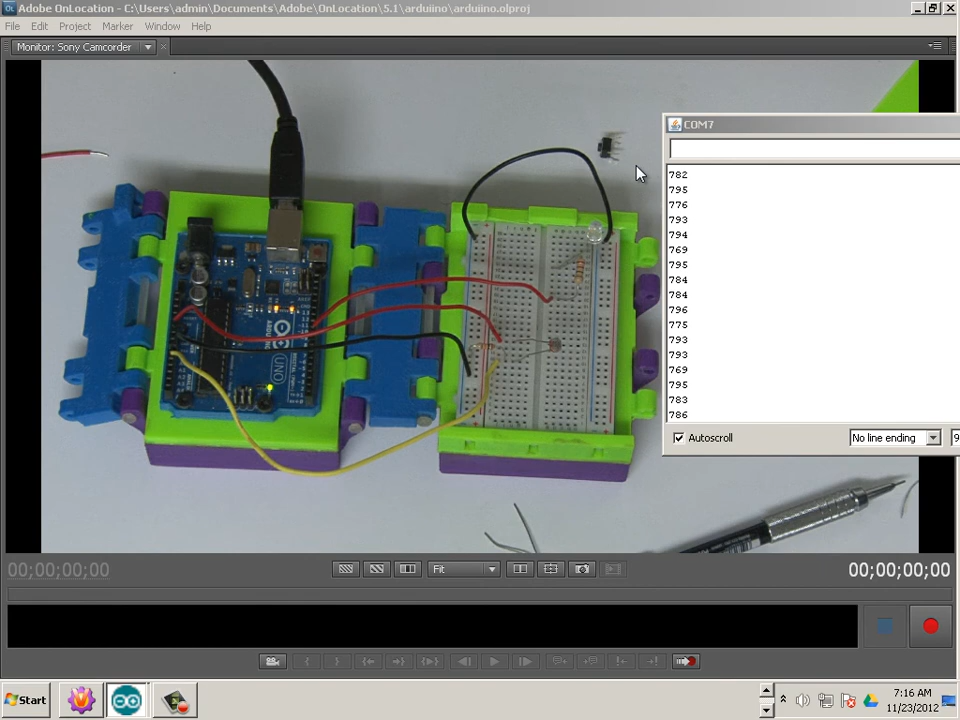 Adobe OnLocation - C:\Users\admin\Documents\Adobe\OnLocation\5.1\arduiino\arduiino.olproj
File Edit Project Marker Window Help
Monitor: Sony Camcorder
COM7
782
795
776
793
794
769
795
784
784
796
775
793
793
769
795
783
786
Autoscroll
No line ending
9
UNO
ARDUINO
00;00;00;00
Fit
00;00;00;00
Start
7:16 AM
11/23/2012